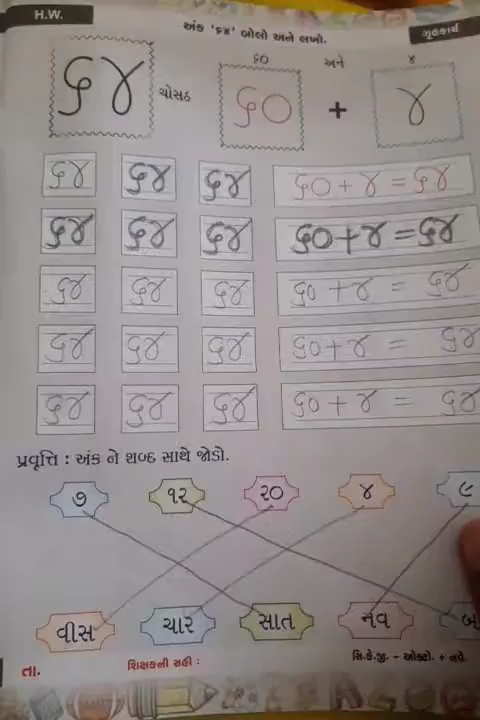 H.W.
અંક '૬૪' બોલો અને લખો.
ગૃહકાર્ય
૬૦ અને ૪
૬૪ ચોસઠ ૬૦ + ૪
૬૪ ૬૪ ૬૪ ૬૦ + ૪ = ૬૪
૬૪ ૬૪ ૬૪ ૬૦ + ૪ = ૬૪
૬૪ ૬૪ ૬૪ ૬૦ + ૪ = ૬૪
૬૪ ૬૪ ૬૪ ૬૦ + ૪ = ૬૪
૬૪ ૬૪ ૬૪ ૬૦ + ૪ = ૬૪
પ્રવૃત્તિ : અંક ને શબ્દ સાથે જોડો.
૭ ૧૨ ૨૦ ૪ ૯
વીસ ચાર સાત નવ
તા. શિક્ષકની સહી : સિ.કે.જી. - ઓક્ટો. + નવે.